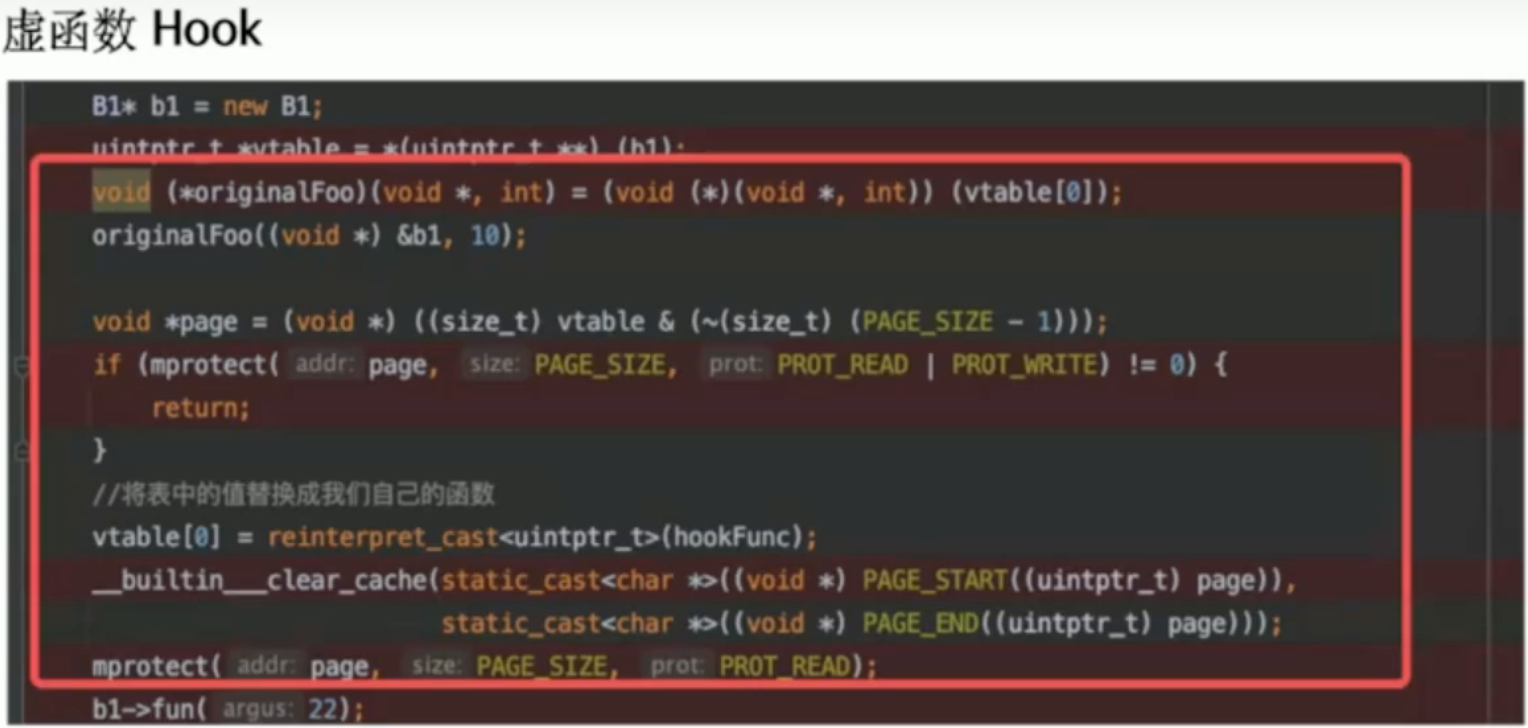 虚函数 Hook
B1* b1 = new B1;
uintptr_t *vtable = *(uintptr_t **) (b1);
void (*originalFoo)(void *, int) = (void (*)(void *, int)) (vtable[0]);
originalFoo((void *) &b1, 10);
void *page = (void *) ((size_t) vtable & (~(size_t) (PAGE_SIZE - 1)));
if (mprotect( addr: page, size: PAGE_SIZE, prot: PROT_READ | PROT_WRITE) != 0) {
return;
}
//将表中的值替换成我们自己的函数
vtable[0] = reinterpret_cast<uintptr_t>(hookFunc);
__builtin___clear_cache(static_cast<char *>((void *) PAGE_START((uintptr_t) page)),
static_cast<char *>((void *) PAGE_END((uintptr_t) page)));
mprotect( addr: page, size: PAGE_SIZE, prot: PROT_READ);
b1->fun( argus: 22);